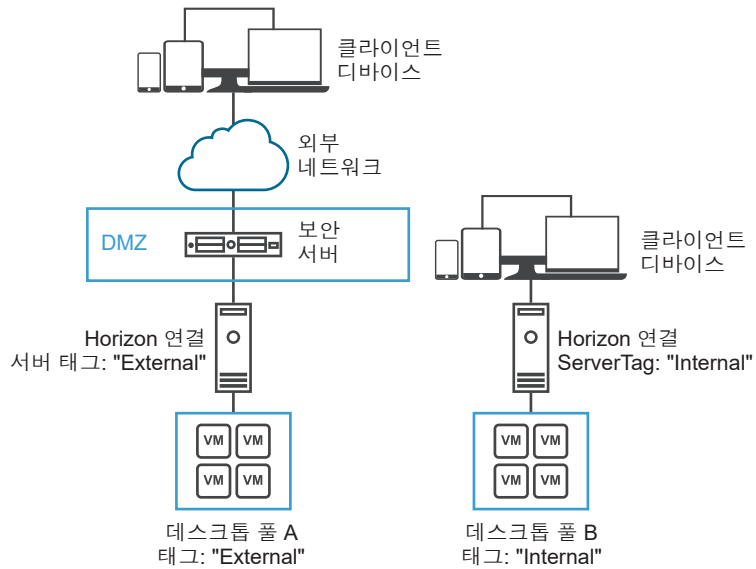 클라이언트
디바이스
외부
네트워크
DMZ
보안
서버
클라이언트
디바이스
Horizon 연결
서버 태그: "External"
Horizon 연결
ServerTag: "Internal"
VM VM
VM VM
VM VM
VM VM
데스크톱 풀 A
태그: "External"
데스크톱 풀 B
태그: "Internal"